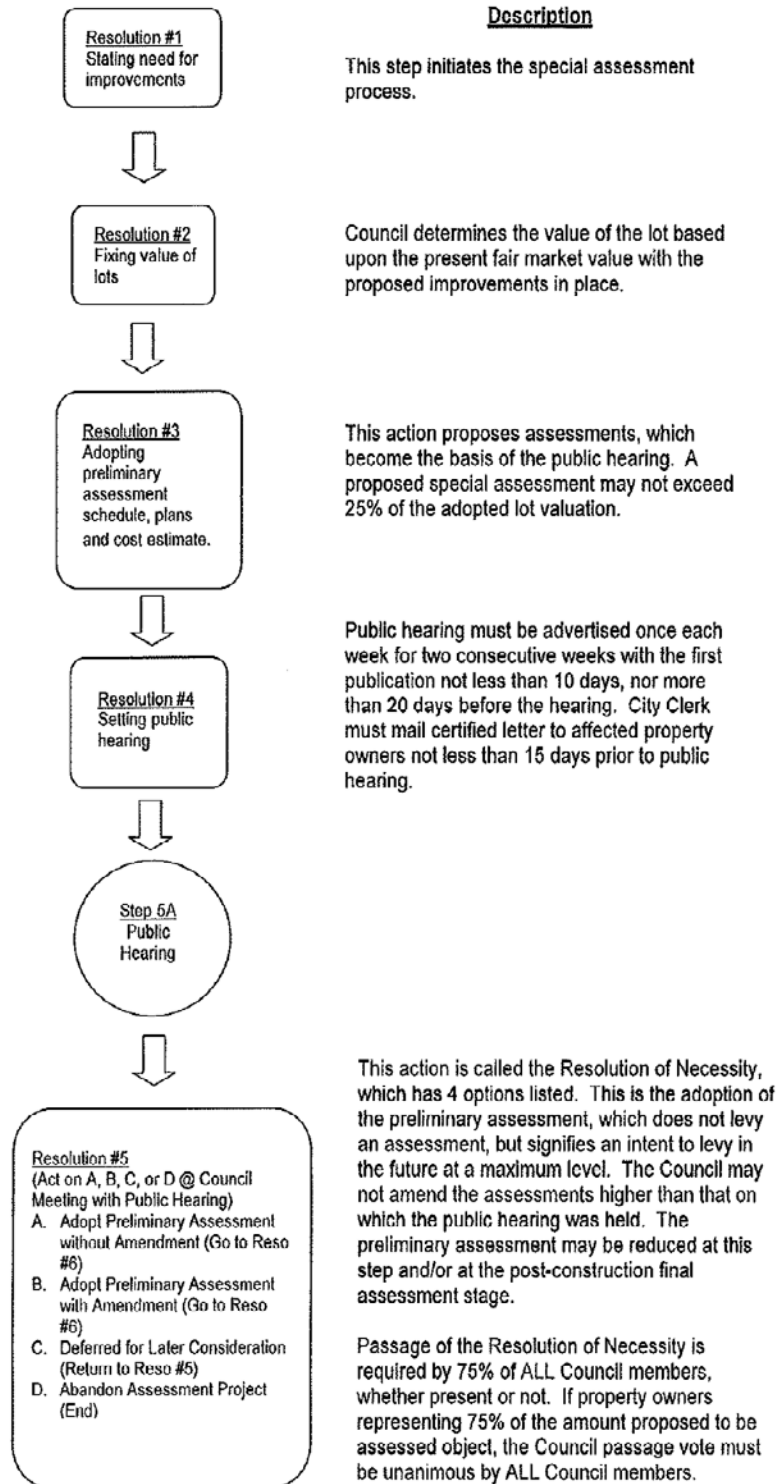 Description
Resolution #1
Stating need for
improvements
This step initiates the special assessment
process.
Resolution #2
Fixing value of
lots
Council determines the value of the lot based
upon the present fair market value with the
proposed improvements in place.
Resolution #3
Adopting
preliminary
assessment
schedule, plans
and cost estimate.
This action proposes assessments, which
become the basis of the public hearing. A
proposed special assessment may not exceed
25% of the adopted lot valuation.
Resolution #4
Setting public
hearing
Public hearing must be advertised once each
week for two consecutive weeks with the first
publication not less than 10 days, nor more
than 20 days before the hearing. City Clerk
must mail certified letter to affected property
owners not less than 15 days prior to public
hearing.
Step 5A
Public
Hearing
Resolution #5
(Act on A, B, C, or D @ Council
Meeting with Public Hearing)
A. Adopt Preliminary Assessment
without Amendment (Go to Reso
#6)
B. Adopt Preliminary Assessment
with Amendment (Go to Reso
#6)
C. Deferred for Later Consideration
(Return to Reso #5)
D. Abandon Assessment Project
(End)
This action is called the Resolution of Necessity,
which has 4 options listed. This is the adoption of
the preliminary assessment, which does not levy
an assessment, but signifies an intent to levy in
the future at a maximum level. The Council may
not amend the assessments higher than that on
which the public hearing was held. The
preliminary assessment may be reduced at this
step and/or at the post-construction final
assessment stage.
Passage of the Resolution of Necessity is
required by 75% of ALL Council members,
whether present or not. If property owners
representing 75% of the amount proposed to be
assessed object, the Council passage vote must
be unanimous by ALL Council members.